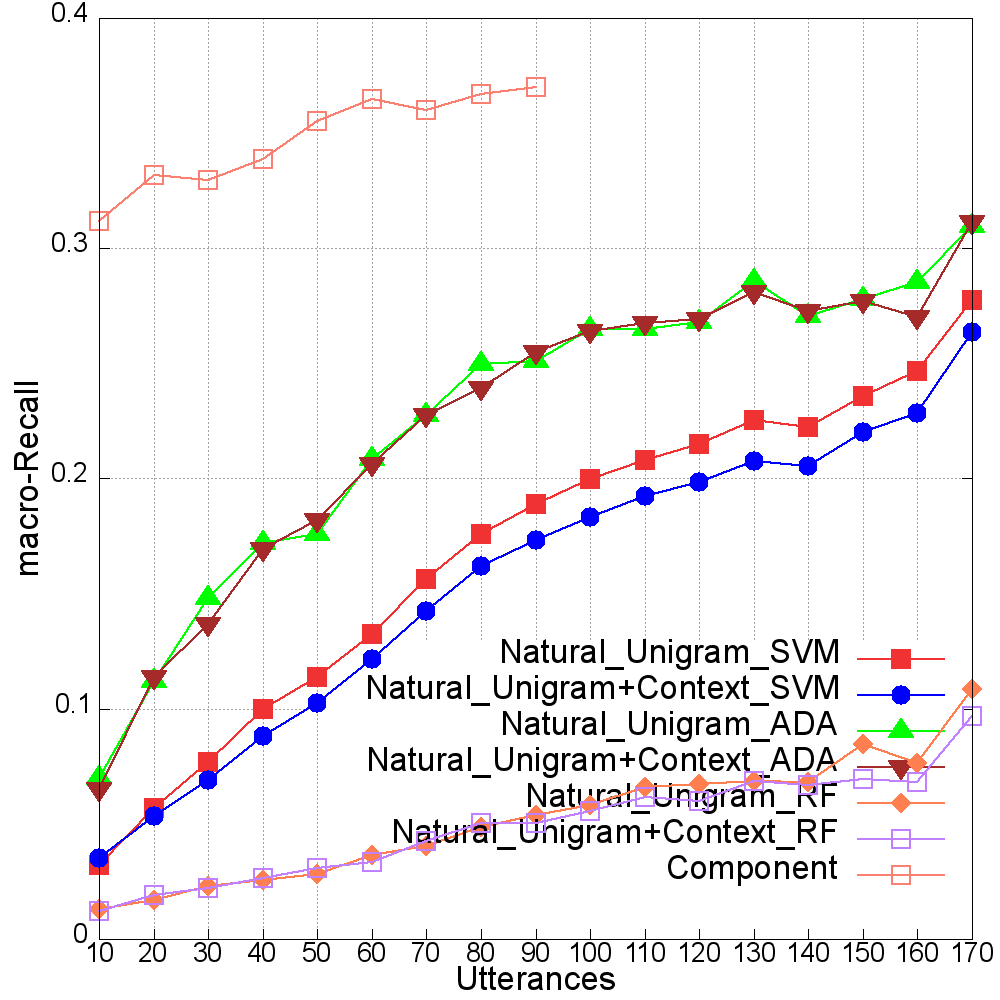 0.4
0.3
0.2
0.1
0
macro-Recall
Natural_Unigram_SVM
Natural_Unigram+Context_SVM
Natural_Unigram_ADA
Natural_Unigram+Context_ADA
Natural_Unigram_RF
Natural_Unigram+Context_RF
Component
10 20 30 40 50 60 70 80 90 100 110 120 130 140 150 160 170
Utterances